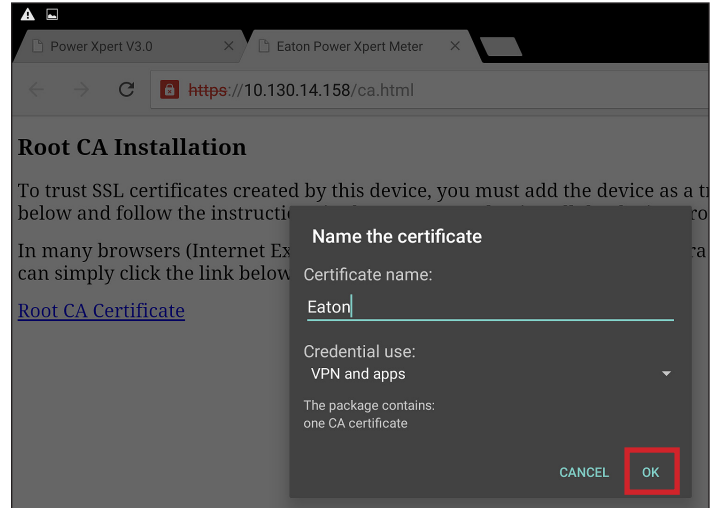 Power Xpert V3.0
Eaton Power Xpert Meter
https://10.130.14.158/ca.html
Root CA Installation
To trust SSL certificates created by this device, you must add the device as a
below and follow the
In many browsers (Internet
can simply click the link below
Root CA Certificate
Name the certificate
Certificate name:
Eaton
Credential use:
VPN and apps
The package contains:
one CA certificate
CANCEL
OK